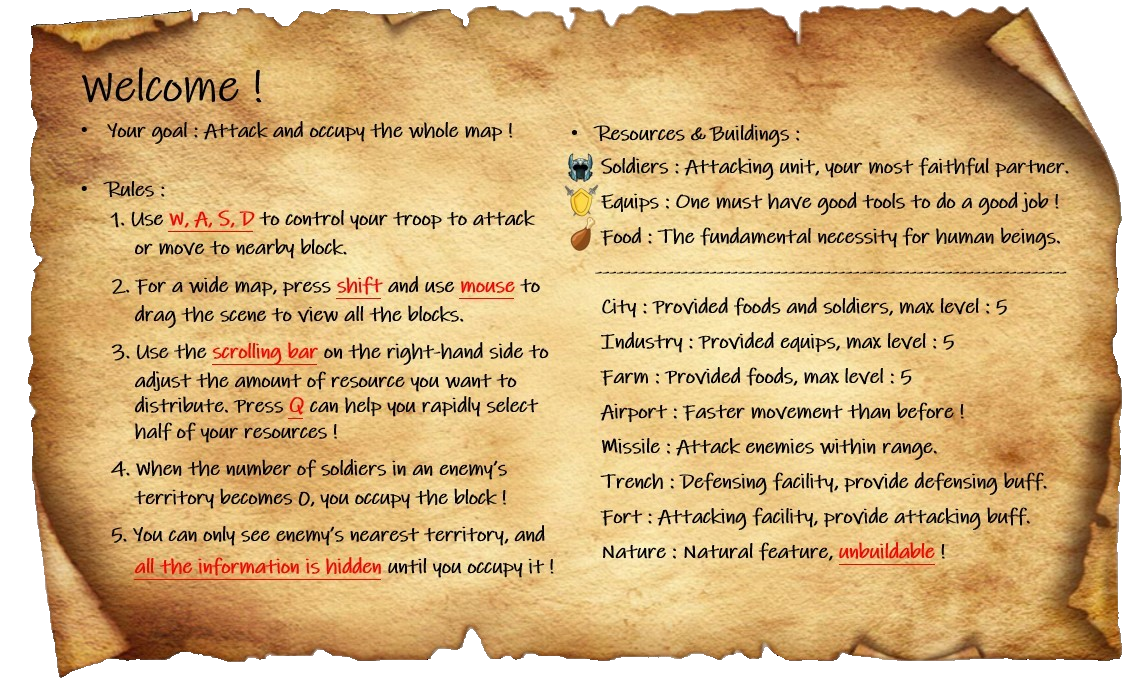 Welcome !
• Your goal : Attack and occupy the whole map !
• Rules :
1. Use W, A, S, D to control your troop to attack
or move to nearby block.
2. For a wide map, press shift and use mouse to
drag the scene to view all the blocks.
3. Use the scrolling bar on the right-hand side to
adjust the amount of resource you want to
distribute. Press Q can help you rapidly select
half of your resources !
4. When the number of soldiers in an enemy's
territory becomes 0, you occupy the block !
5. You can only see enemy's nearest territory, and
all the information is hidden until you occupy it !
• Resources & Buildings :
Soldiers : Attacking unit, your most faithful partner.
Equips : One must have good tools to do a good job !
Food : The fundamental necessity for human beings.
City : Provided foods and soldiers, max level : 5
Industry : Provided equips, max level : 5
Farm : Provided foods, max level : 5
Airport : Faster movement than before !
Missile : Attack enemies within range.
Trench : Defensing facility, provide defensing buff.
Fort : Attacking facility, provide attacking buff.
Nature : Natural feature, unbuildable !